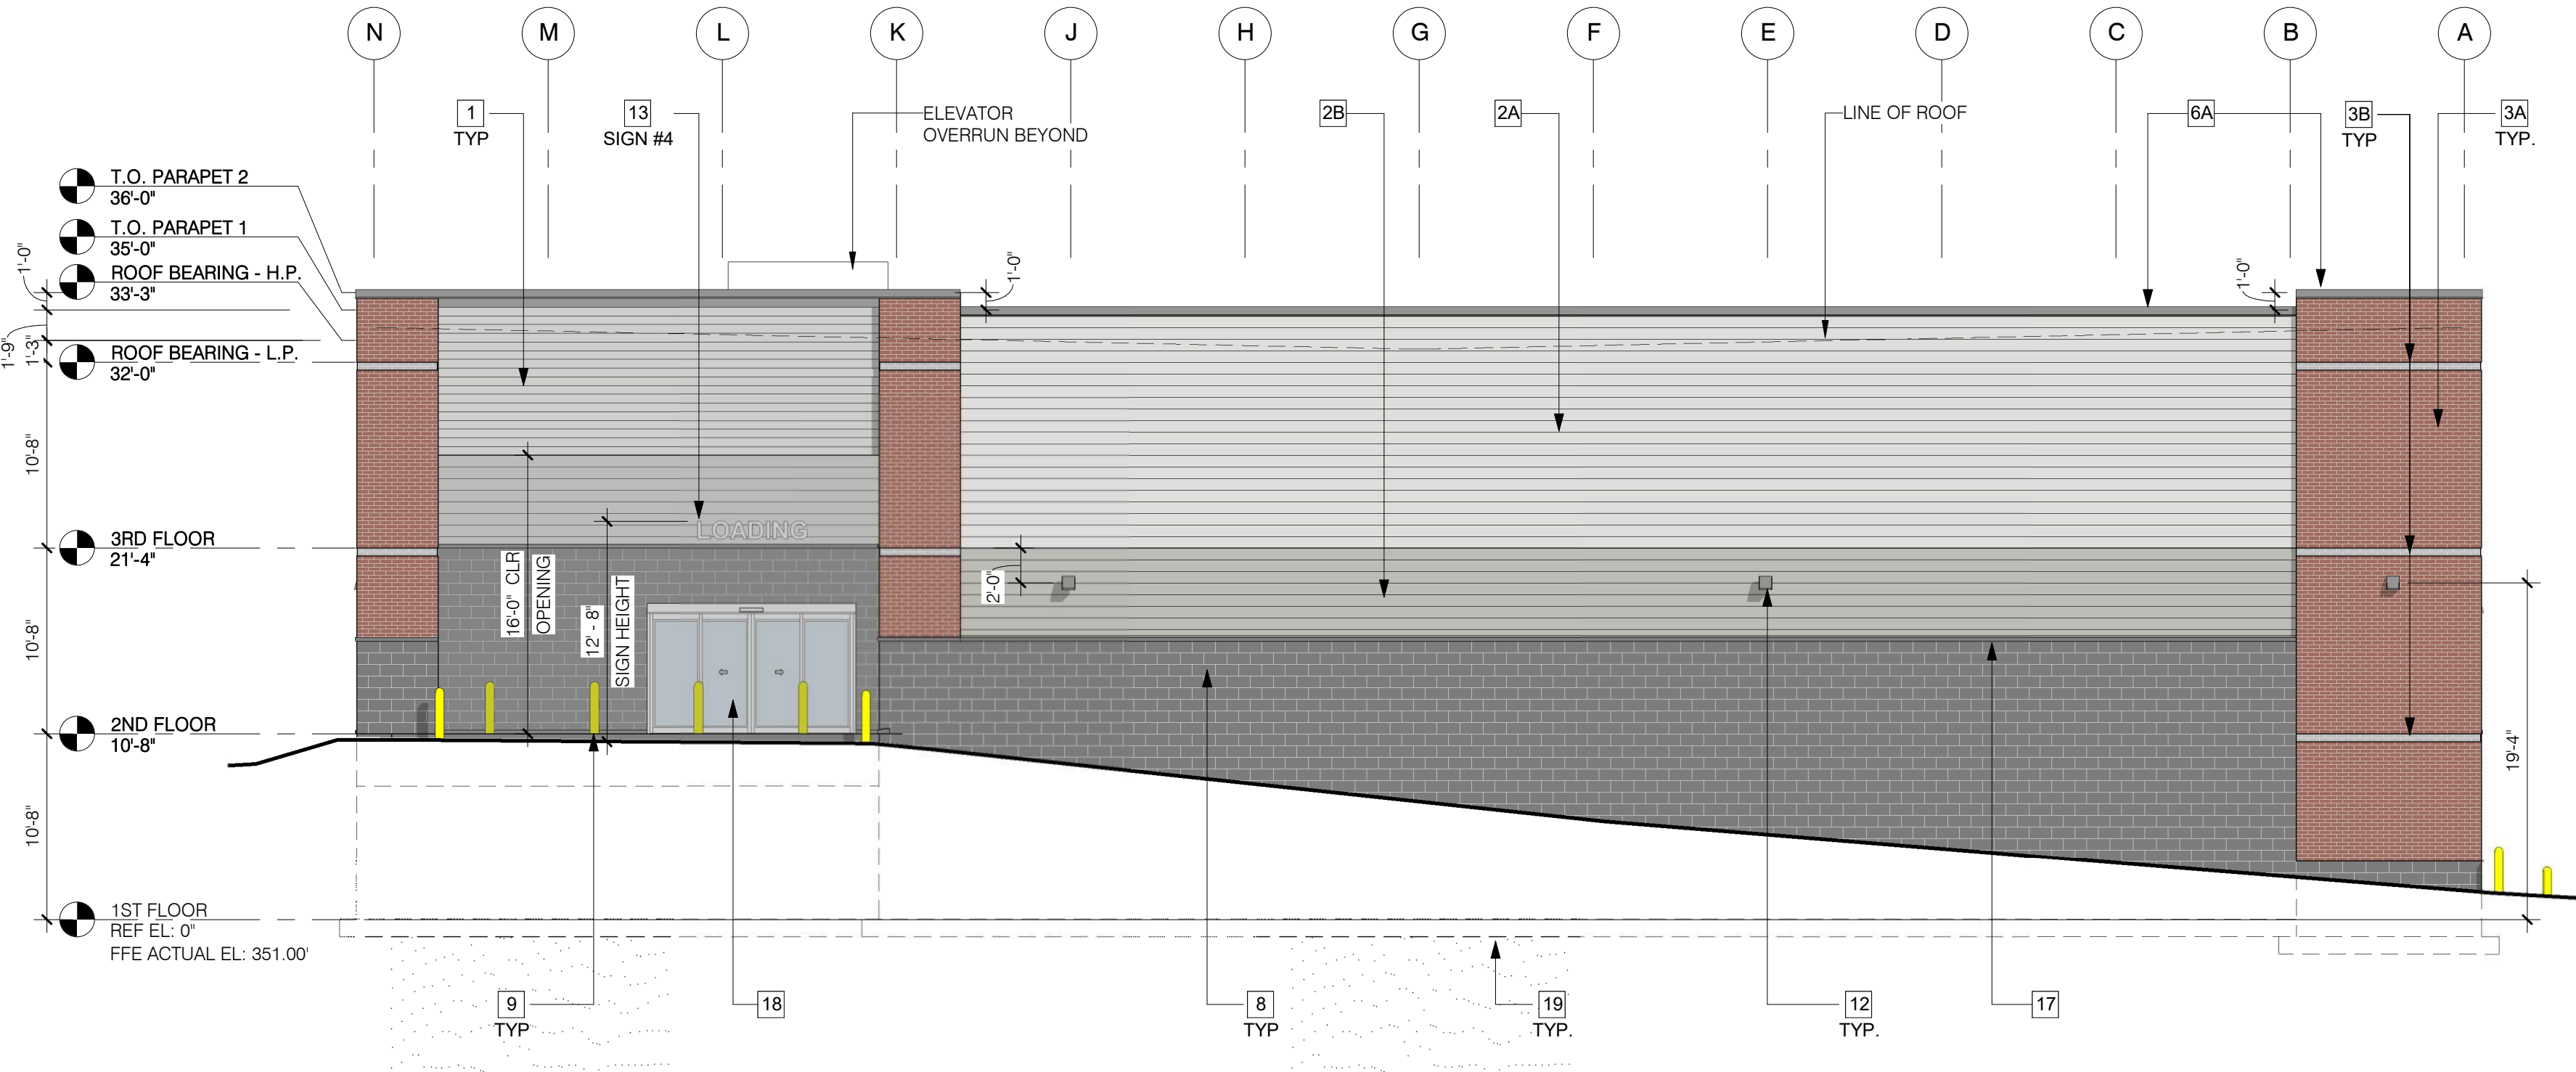 N M L K J H G F E D C B A
1
TYP
13
SIGN #4
ELEVATOR
OVERRUN BEYOND
2B
2A
LINE OF ROOF
6A
3B
TYP
3A
TYP.
T.O. PARAPET 2
36'-0"
T.O. PARAPET 1
35'-0"
ROOF BEARING - H.P.
33'-3"
ROOF BEARING - L.P.
32'-0"
3RD FLOOR
21'-4"
2ND FLOOR
10'-8"
1ST FLOOR
REF EL: 0"
FFE ACTUAL EL: 351.00'
1'-0"
1'-9"
1'-3"
10'-8"
10'-8"
10'-8"
1'-0"
1'-0"
LOADING
16'-0" CLR
OPENING
12' - 8"
SIGN HEIGHT
2'-0"
19'-4"
9
TYP
18
8
TYP
19
TYP.
12
TYP.
17